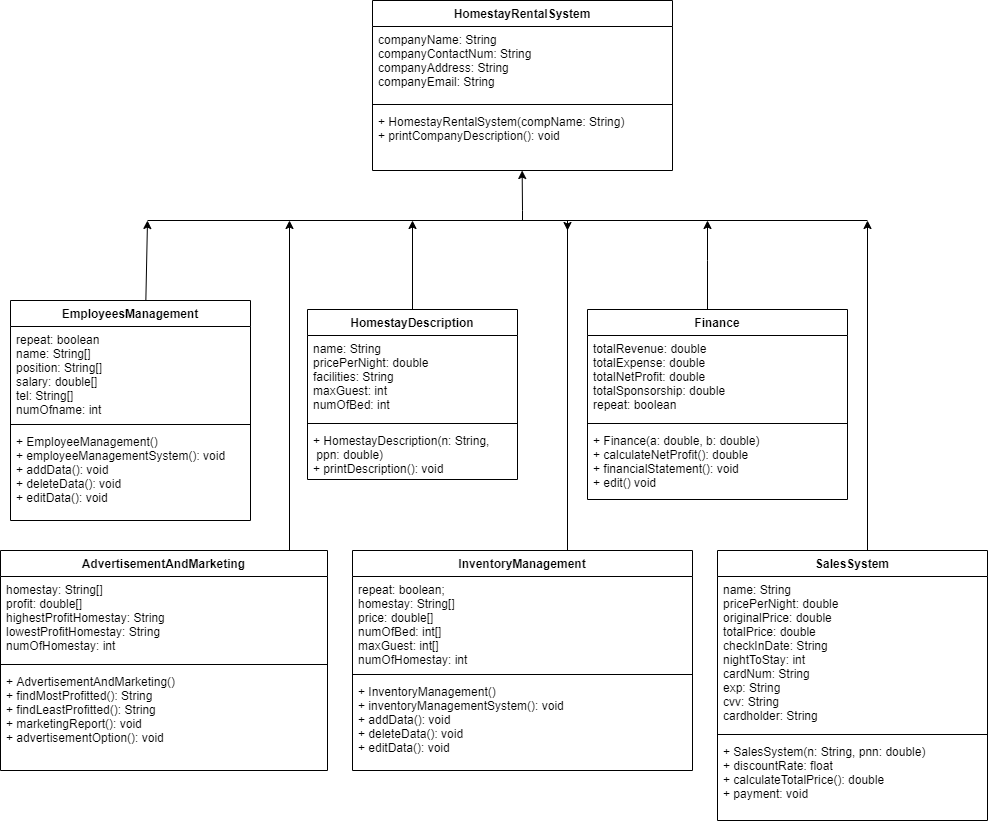 HomestayRentalSystem
companyName: String
companyContactNum: String
companyAddress: String
companyEmail: String
+ HomestayRentalSystem(compName: String)
+ printCompanyDescription(): void
EmployeesManagement
repeat: boolean
name: String[]
position: String[]
salary: double[]
tel: String[]
numOfname: int
+ EmployeeManagement()
+ employeeManagementSystem(): void
+ addData(): void
+ deleteData(): void
+ editData(): void
HomestayDescription
name: String
pricePerNight: double
facilities: String
maxGuest: int
numOfBed: int
+ HomestayDescription(n: String,
ppn: double)
+ printDescription(): void
Finance
totalRevenue: double
totalExpense: double
totalNetProfit: double
totalSponsorship: double
repeat: boolean
+ Finance(a: double, b: double)
+ calculateNetProfit(): double
+ financialStatement(): void
+ edit() void
AdvertisementAndMarketing
homestay: String[]
profit: double[]
highestProfitHomestay: String
lowestProfitHomestay: String
numOfHomestay: int
+ AdvertisementAndMarketing()
+ findMostProfitted(): String
+ findLeastProfitted(): String
+ marketingReport(): void
+ advertisementOption(): void
InventoryManagement
repeat: boolean;
homestay: String[]
price: double[]
numOfBed: int[]
maxGuest: int[]
numOfHomestay: int
+ InventoryManagement()
+ inventoryManagementSystem(): void
+ addData(): void
+ deleteData(): void
+ editData(): void
SalesSystem
name: String
pricePerNight: double
originalPrice: double
totalPrice: double
checkInDate: String
nightToStay: int
cardNum: String
exp: String
cvv: String
cardholder: String
+ SalesSystem(n: String, pnn: double)
+ discountRate: float
+ calculateTotalPrice(): double
+ payment: void